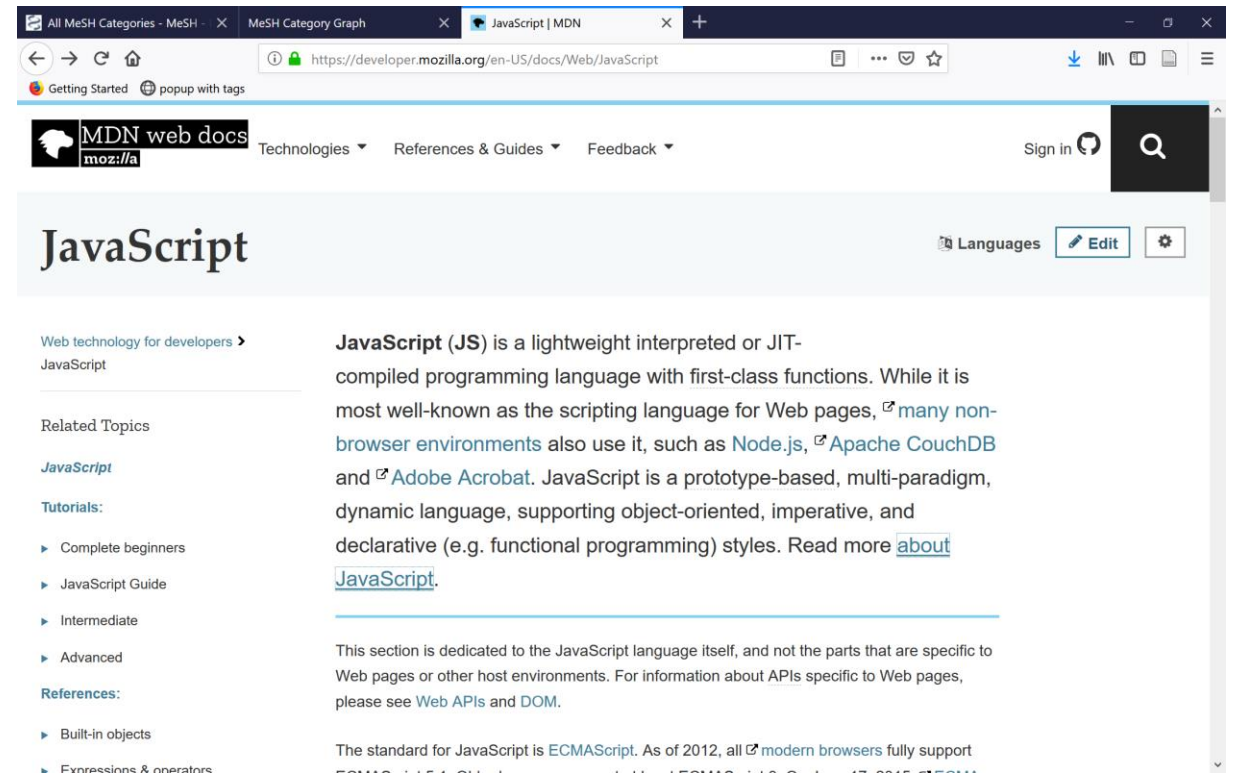 All MeSH Categories - MeSH -
MeSH Category Graph
JavaScript | MDN
https://developer.mozilla.org/en-US/docs/Web/JavaScript
Getting Started
popup with tags
MDN web docs
moz://a
Technologies
References & Guides
Feedback
Sign in
JavaScript
Languages
Edit
Web technology for developers
JavaScript
Related Topics
JavaScript
Tutorials:
Complete beginners
JavaScript Guide
Intermediate
Advanced
References:
Built-in objects
Expressions & operators
JavaScript (JS) is a lightweight interpreted or JIT-
compiled programming language with first-class functions. While it is
most well-known as the scripting language for Web pages, many non-
browser environments also use it, such as Node.js, Apache CouchDB
and Adobe Acrobat. JavaScript is a prototype-based, multi-paradigm,
dynamic language, supporting object-oriented, imperative, and
declarative (e.g. functional programming) styles. Read more about
JavaScript.
This section is dedicated to the JavaScript language itself, and not the parts that are specific to
Web pages or other host environments. For information about APIs specific to Web pages,
please see Web APIs and DOM.
The standard for JavaScript is ECMAScript. As of 2012, all modern browsers fully support